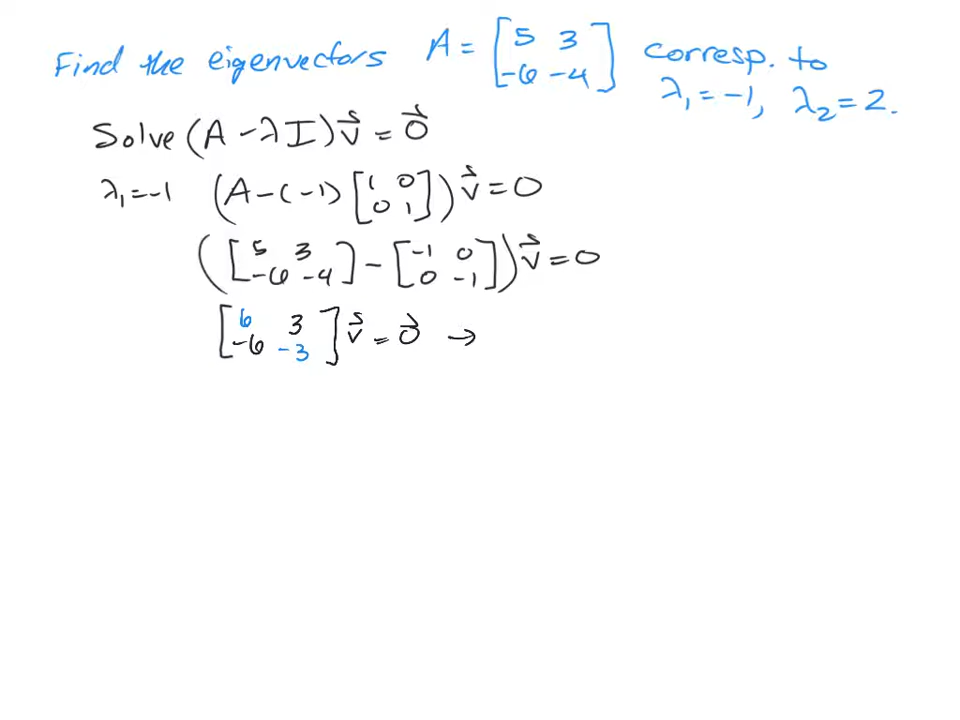 Find the eigenvectors A = [5 3; -6 -4] corresp. to λ₁ = -1, λ₂ = 2.
Solve (A - λI)v⃗ = 0⃗
λ₁ = -1 (A - (-1)[1 0; 0 1])v⃗ = 0
([5 3; -6 -4] - [-1 0; 0 -1])v⃗ = 0
[6 3; -6 -3]v⃗ = 0⃗ →